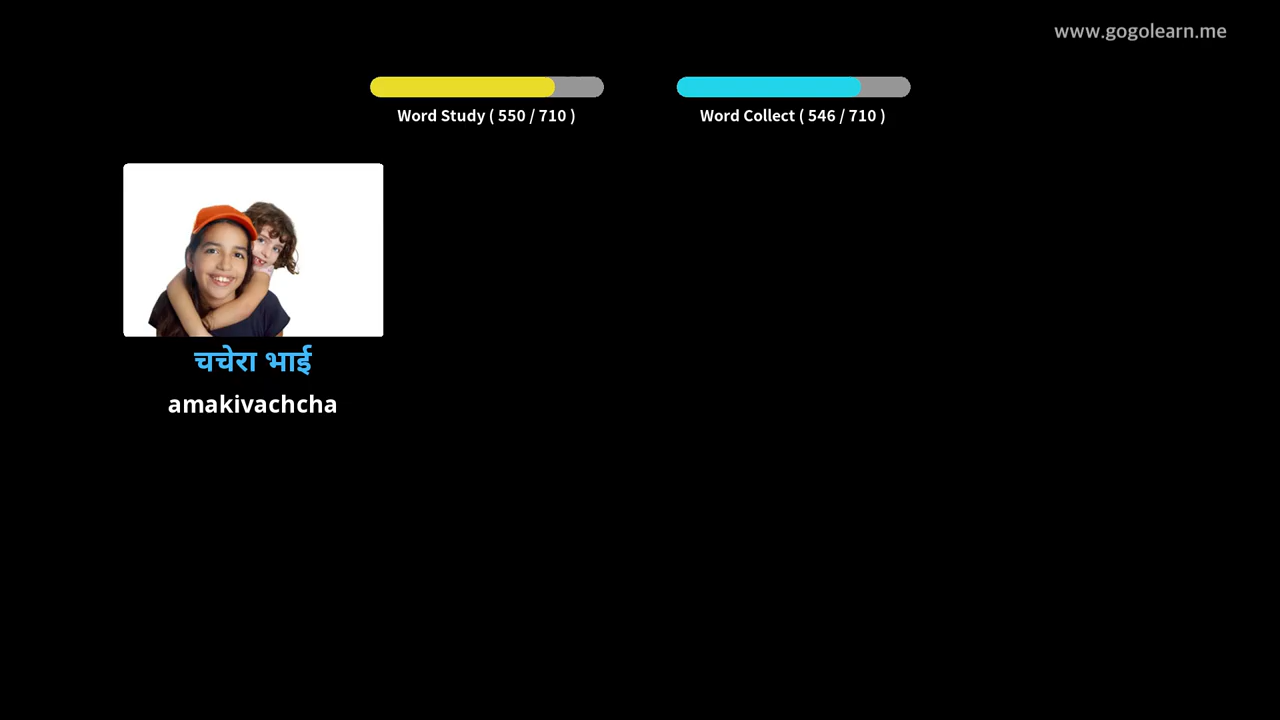 www.gogolearn.me
Word Study ( 550 / 710 )
Word Collect ( 546 / 710 )
चचेरा भाई
amakivachcha